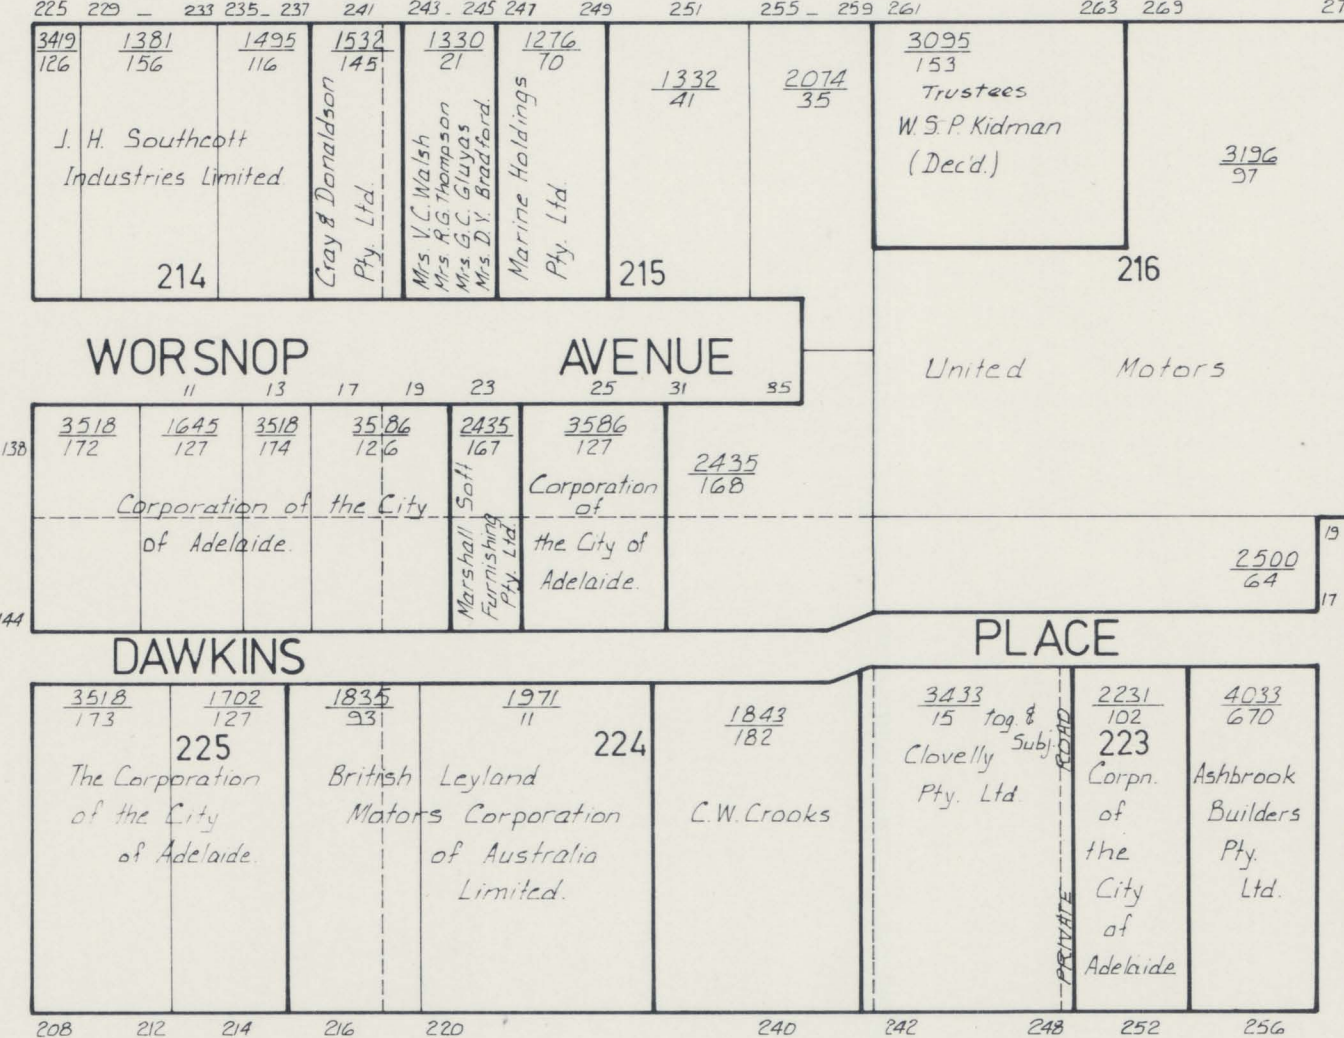 225 229 _ 233 235 _ 237 241 243 - 245 247 249 251 255 _ 259 261 263 269
3419
126
1381
156
1495
116
1532
145
1330
21
1276
70
1332
41
2074
35
3095
153
Trustees
W. S. P. Kidman
(Dec'd.)
3196
97
J. H. Southcott
Industries Limited
Cray & Donaldson
Pty. Ltd.
Mrs. V. C. Walsh
Mrs. R. G. Thompson
Mrs. G. C. Gluyas
Mrs. D. Y. Bradford.
Marine Holdings
Pty. Ltd.
214
215
216
WORSNOP AVENUE
United Motors
11 13 17 19 23 25 31 35
138
3518
172
1645
127
3518
174
3586
126
2435
167
3586
127
2435
168
Corporation of the City
of Adelaide.
Marshall Soft
Furnishing
Pty. Ltd.
Corporation
of
the City of
Adelaide.
19
2500
64
17
144
DAWKINS PLACE
3518
173
1702
127
1835
93
1971
11
1843
182
3433
15 tog. &
Subj.
2231
102
4033
670
225
224
223
The Corporation
of the City
of Adelaide.
British Leyland
Motors Corporation
of Australia
Limited.
C. W. Crooks
Clovelly
Pty. Ltd
PRIVATE ROAD
Corpn.
of
the
City
of
Adelaide
Ashbrook
Builders
Pty.
Ltd.
208 212 214 216 220 240 242 248 252 256